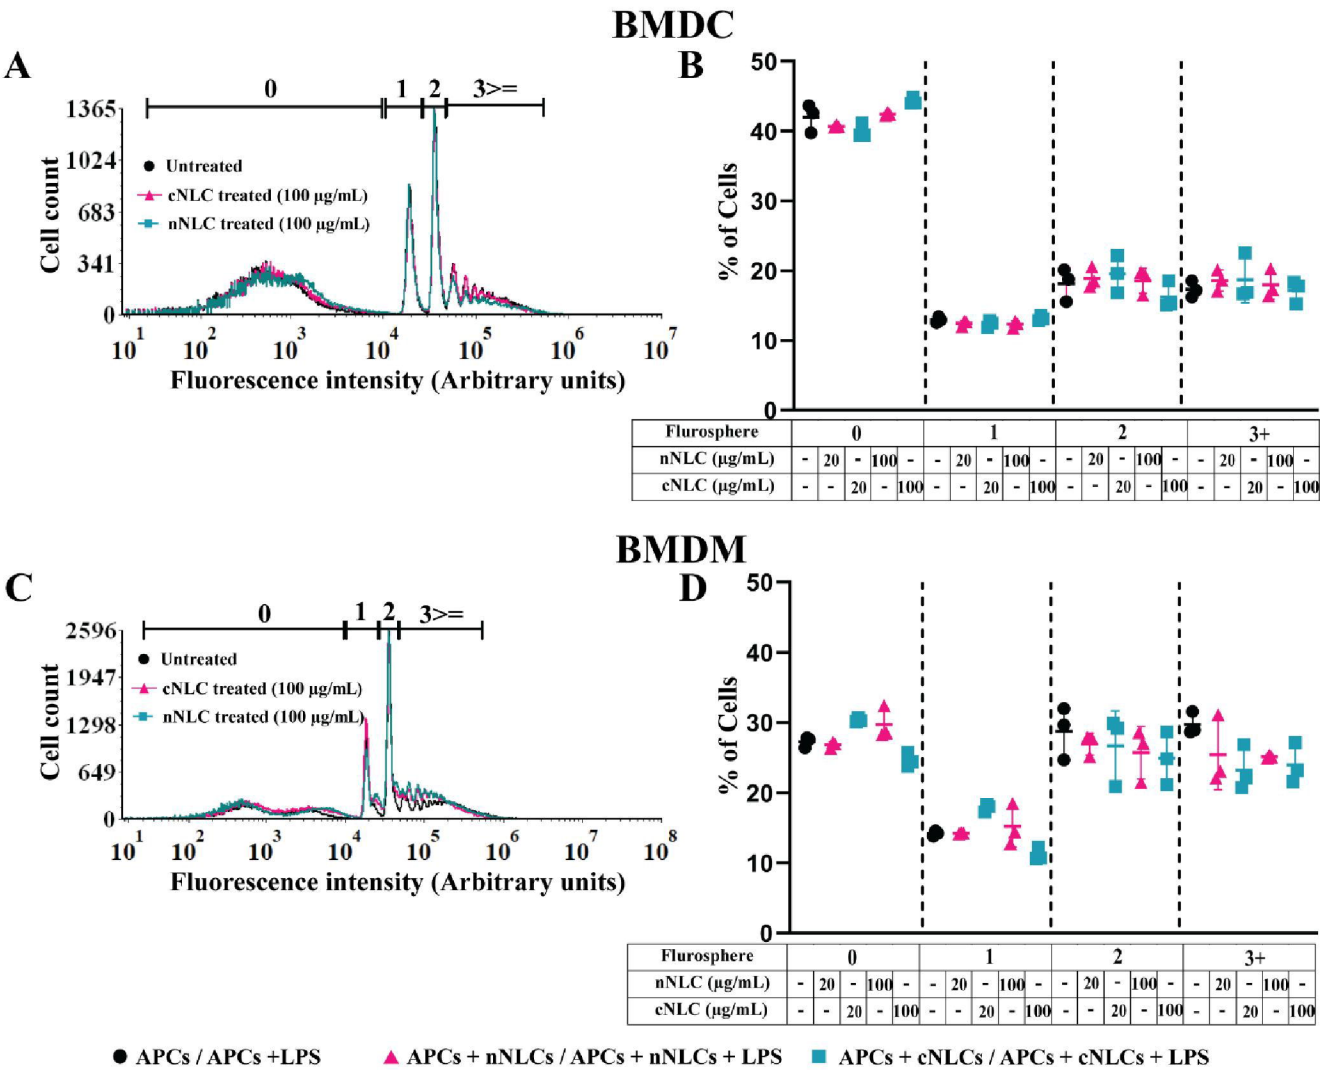 BMDC
A
0 1 2 3>=
1365
1024
683
341
0
Cell count
Untreated
cNLC treated (100 µg/mL)
nNLC treated (100 µg/mL)
10^1 10^2 10^3 10^4 10^5 10^6 10^7
Fluorescence intensity (Arbitrary units)
B
50
40
30
20
10
0
% of Cells
Flurosphere 0 1 2 3+
nNLC (µg/mL) - 20 - 100 - - 20 - 100 - - 20 - 100 - - 20 - 100 -
cNLC (µg/mL) - - 20 - 100 - - 20 - 100 - - 20 - 100 - - 20 - 100
BMDM
C
0 1 2 3>=
2596
1947
1298
649
0
Cell count
Untreated
cNLC treated (100 µg/mL)
nNLC treated (100 µg/mL)
10^1 10^2 10^3 10^4 10^5 10^6 10^7 10^8
Fluorescence intensity (Arbitrary units)
D
50
40
30
20
10
0
% of Cells
Flurosphere 0 1 2 3+
nNLC (µg/mL) - 20 - 100 - - 20 - 100 - - 20 - 100 - - 20 - 100 -
cNLC (µg/mL) - - 20 - 100 - - 20 - 100 - - 20 - 100 - - 20 - 100
APCs / APCs +LPS
APCs + nNLCs / APCs + nNLCs + LPS
APCs + cNLCs / APCs + cNLCs + LPS